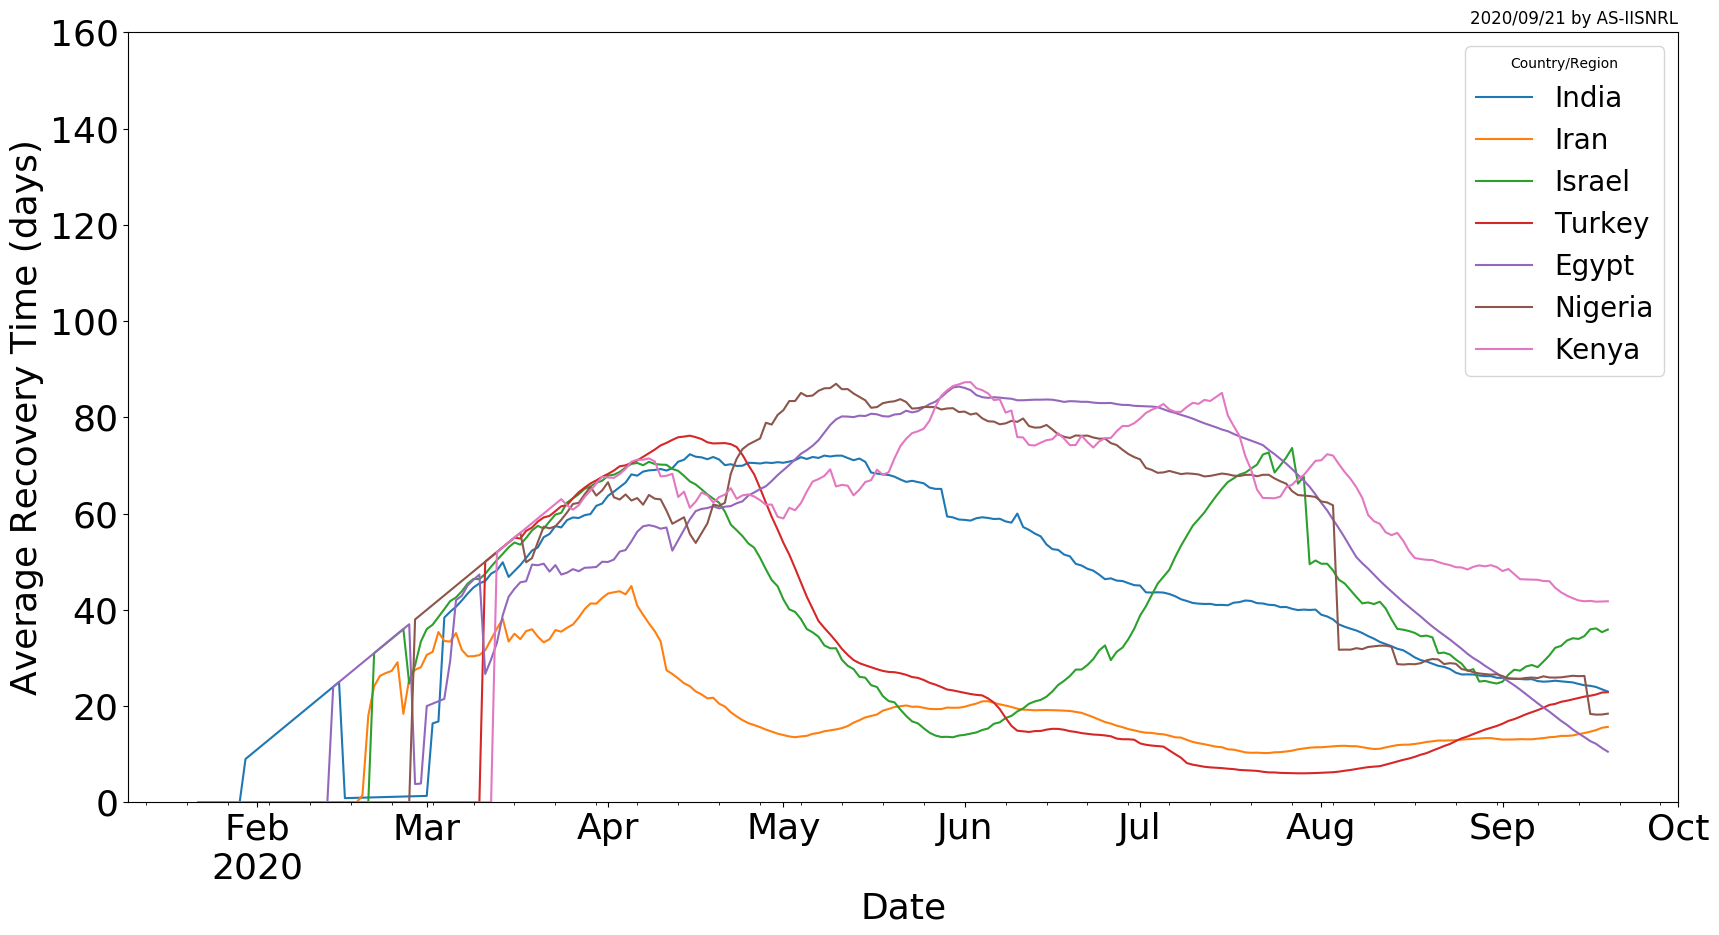 2020/09/21 by AS-IISNRL
Average Recovery Time (days)
160
140
120
100
80
60
40
20
0
Country/Region
India
Iran
Israel
Turkey
Egypt
Nigeria
Kenya
Feb Mar Apr May Jun Jul Aug Sep Oct
2020
Date